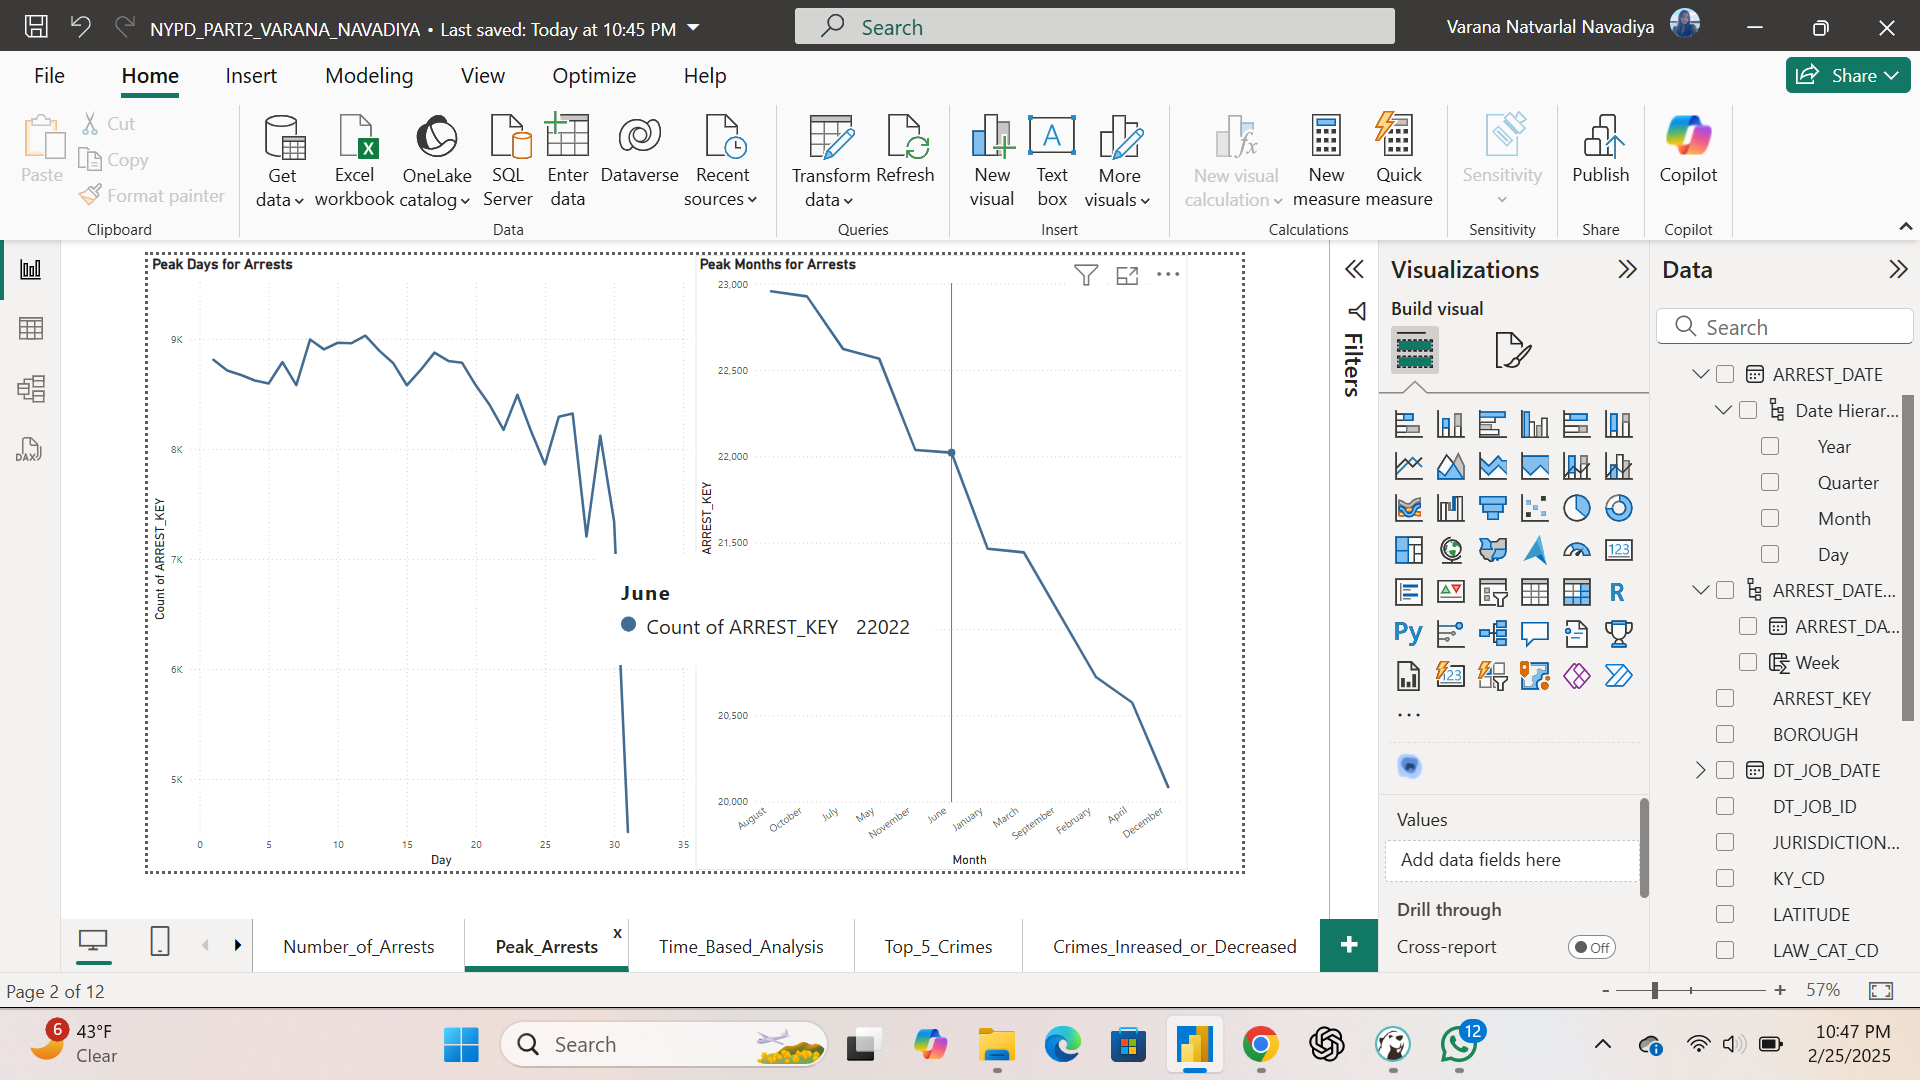 NYPD_PART2_VARANA_NAVADIYA • Last saved: Today at 10:45 PM
Search
Varana Natvarlal Navadiya
File
Home
Insert
Modeling
View
Optimize
Help
Share
Paste
Cut
Copy
Format painter
Clipboard
Get data
Excel workbook
OneLake catalog
SQL Server
Enter data
Dataverse
Recent sources
Data
Transform data
Refresh
Queries
New visual
Text box
More visuals
Insert
New visual calculation
New measure
Quick measure
Calculations
Sensitivity
Sensitivity
Publish
Share
Copilot
Copilot
Peak Days for Arrests
9K
8K
7K
6K
5K
Count of ARREST_KEY
0
5
10
15
20
25
30
35
Day
Peak Months for Arrests
23,000
22,500
22,000
21,500
20,500
20,000
ARREST_KEY
August
October
July
May
November
June
January
March
September
February
April
December
Month
June
Count of ARREST_KEY 22022
Filters
Visualizations
Build visual
Values
Add data fields here
Drill through
Cross-report
Off
Data
Search
ARREST_DATE
Date Hierar...
Year
Quarter
Month
Day
ARREST_DATE...
ARREST_DA...
Week
ARREST_KEY
BOROUGH
DT_JOB_DATE
DT_JOB_ID
JURISDICTION...
KY_CD
LATITUDE
LAW_CAT_CD
Number_of_Arrests
Peak_Arrests
Time_Based_Analysis
Top_5_Crimes
Crimes_Inreased_or_Decreased
Page 2 of 12
57%
6
43°F
Clear
Search
12
10:47 PM
2/25/2025